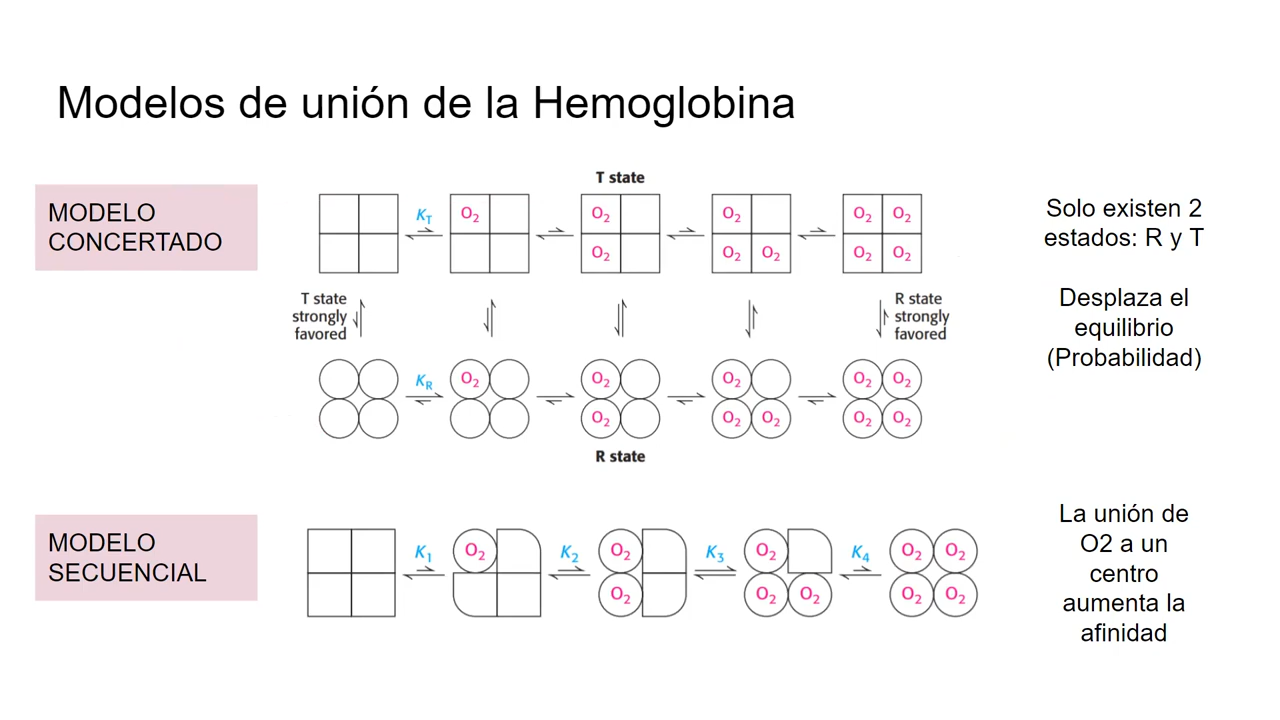 Modelos de unión de la Hemoglobina
MODELO
CONCERTADO
T state
K_T
O₂
O₂
O₂
O₂
O₂ O₂
O₂ O₂
O₂ O₂
T state
strongly
favored
R state
strongly
favored
K_R
O₂
O₂
O₂
O₂
O₂ O₂
O₂ O₂
O₂ O₂
R state
Solo existen 2
estados: R y T
Desplaza el
equilibrio
(Probabilidad)
MODELO
SECUENCIAL
K₁
K₂
K₃
K₄
O₂
O₂
O₂
O₂
O₂ O₂
O₂ O₂
O₂ O₂
La unión de
O2 a un
centro
aumenta la
afinidad